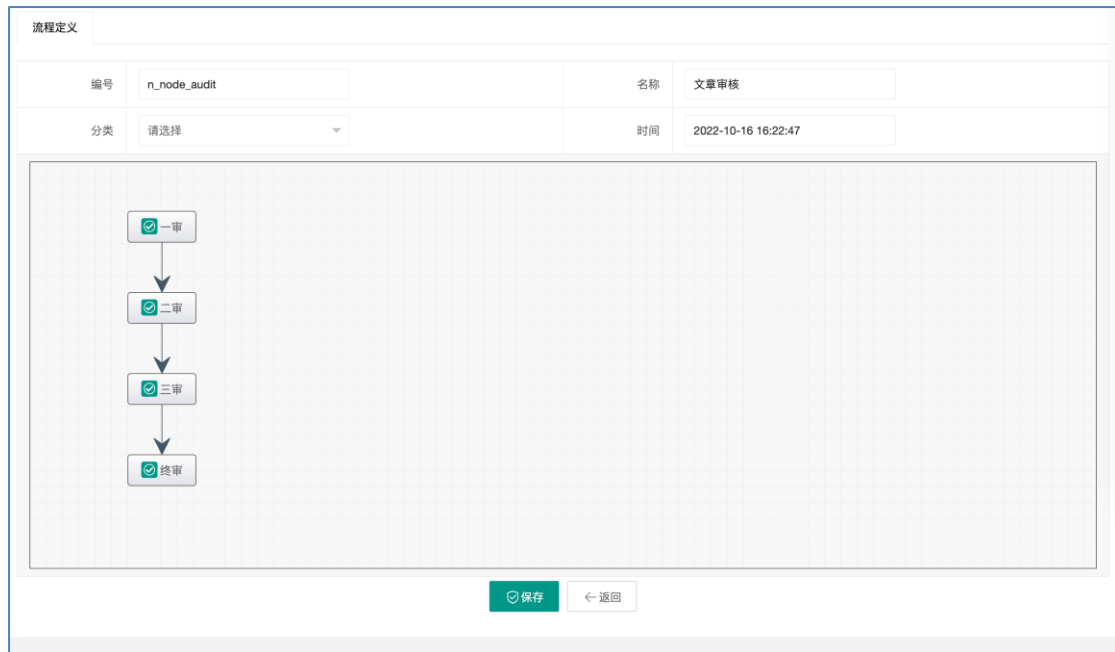 流程定义
编号 n_node_audit 名称 文章审核
分类 请选择 时间 2022-10-16 16:22:47
一审
二审
三审
终审
保存 返回